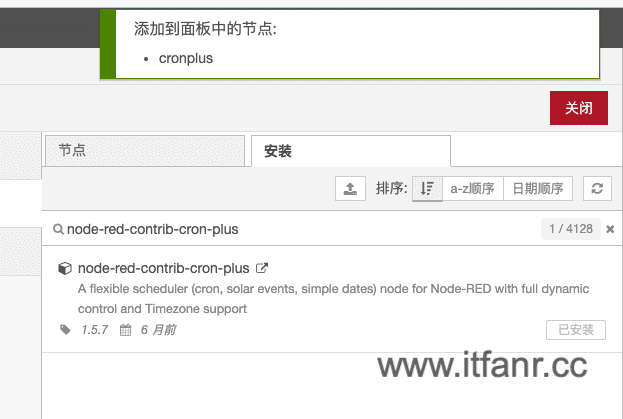 添加到面板中的节点:
• cronplus
关闭
节点 安装
排序: a-z顺序 日期顺序
node-red-contrib-cron-plus 1 / 4128 ×
node-red-contrib-cron-plus
A flexible scheduler (cron, solar events, simple dates) node for Node-RED with full dynamic
control and Timezone support
1.5.7 6 月前 已安装
www.itfanr.cc